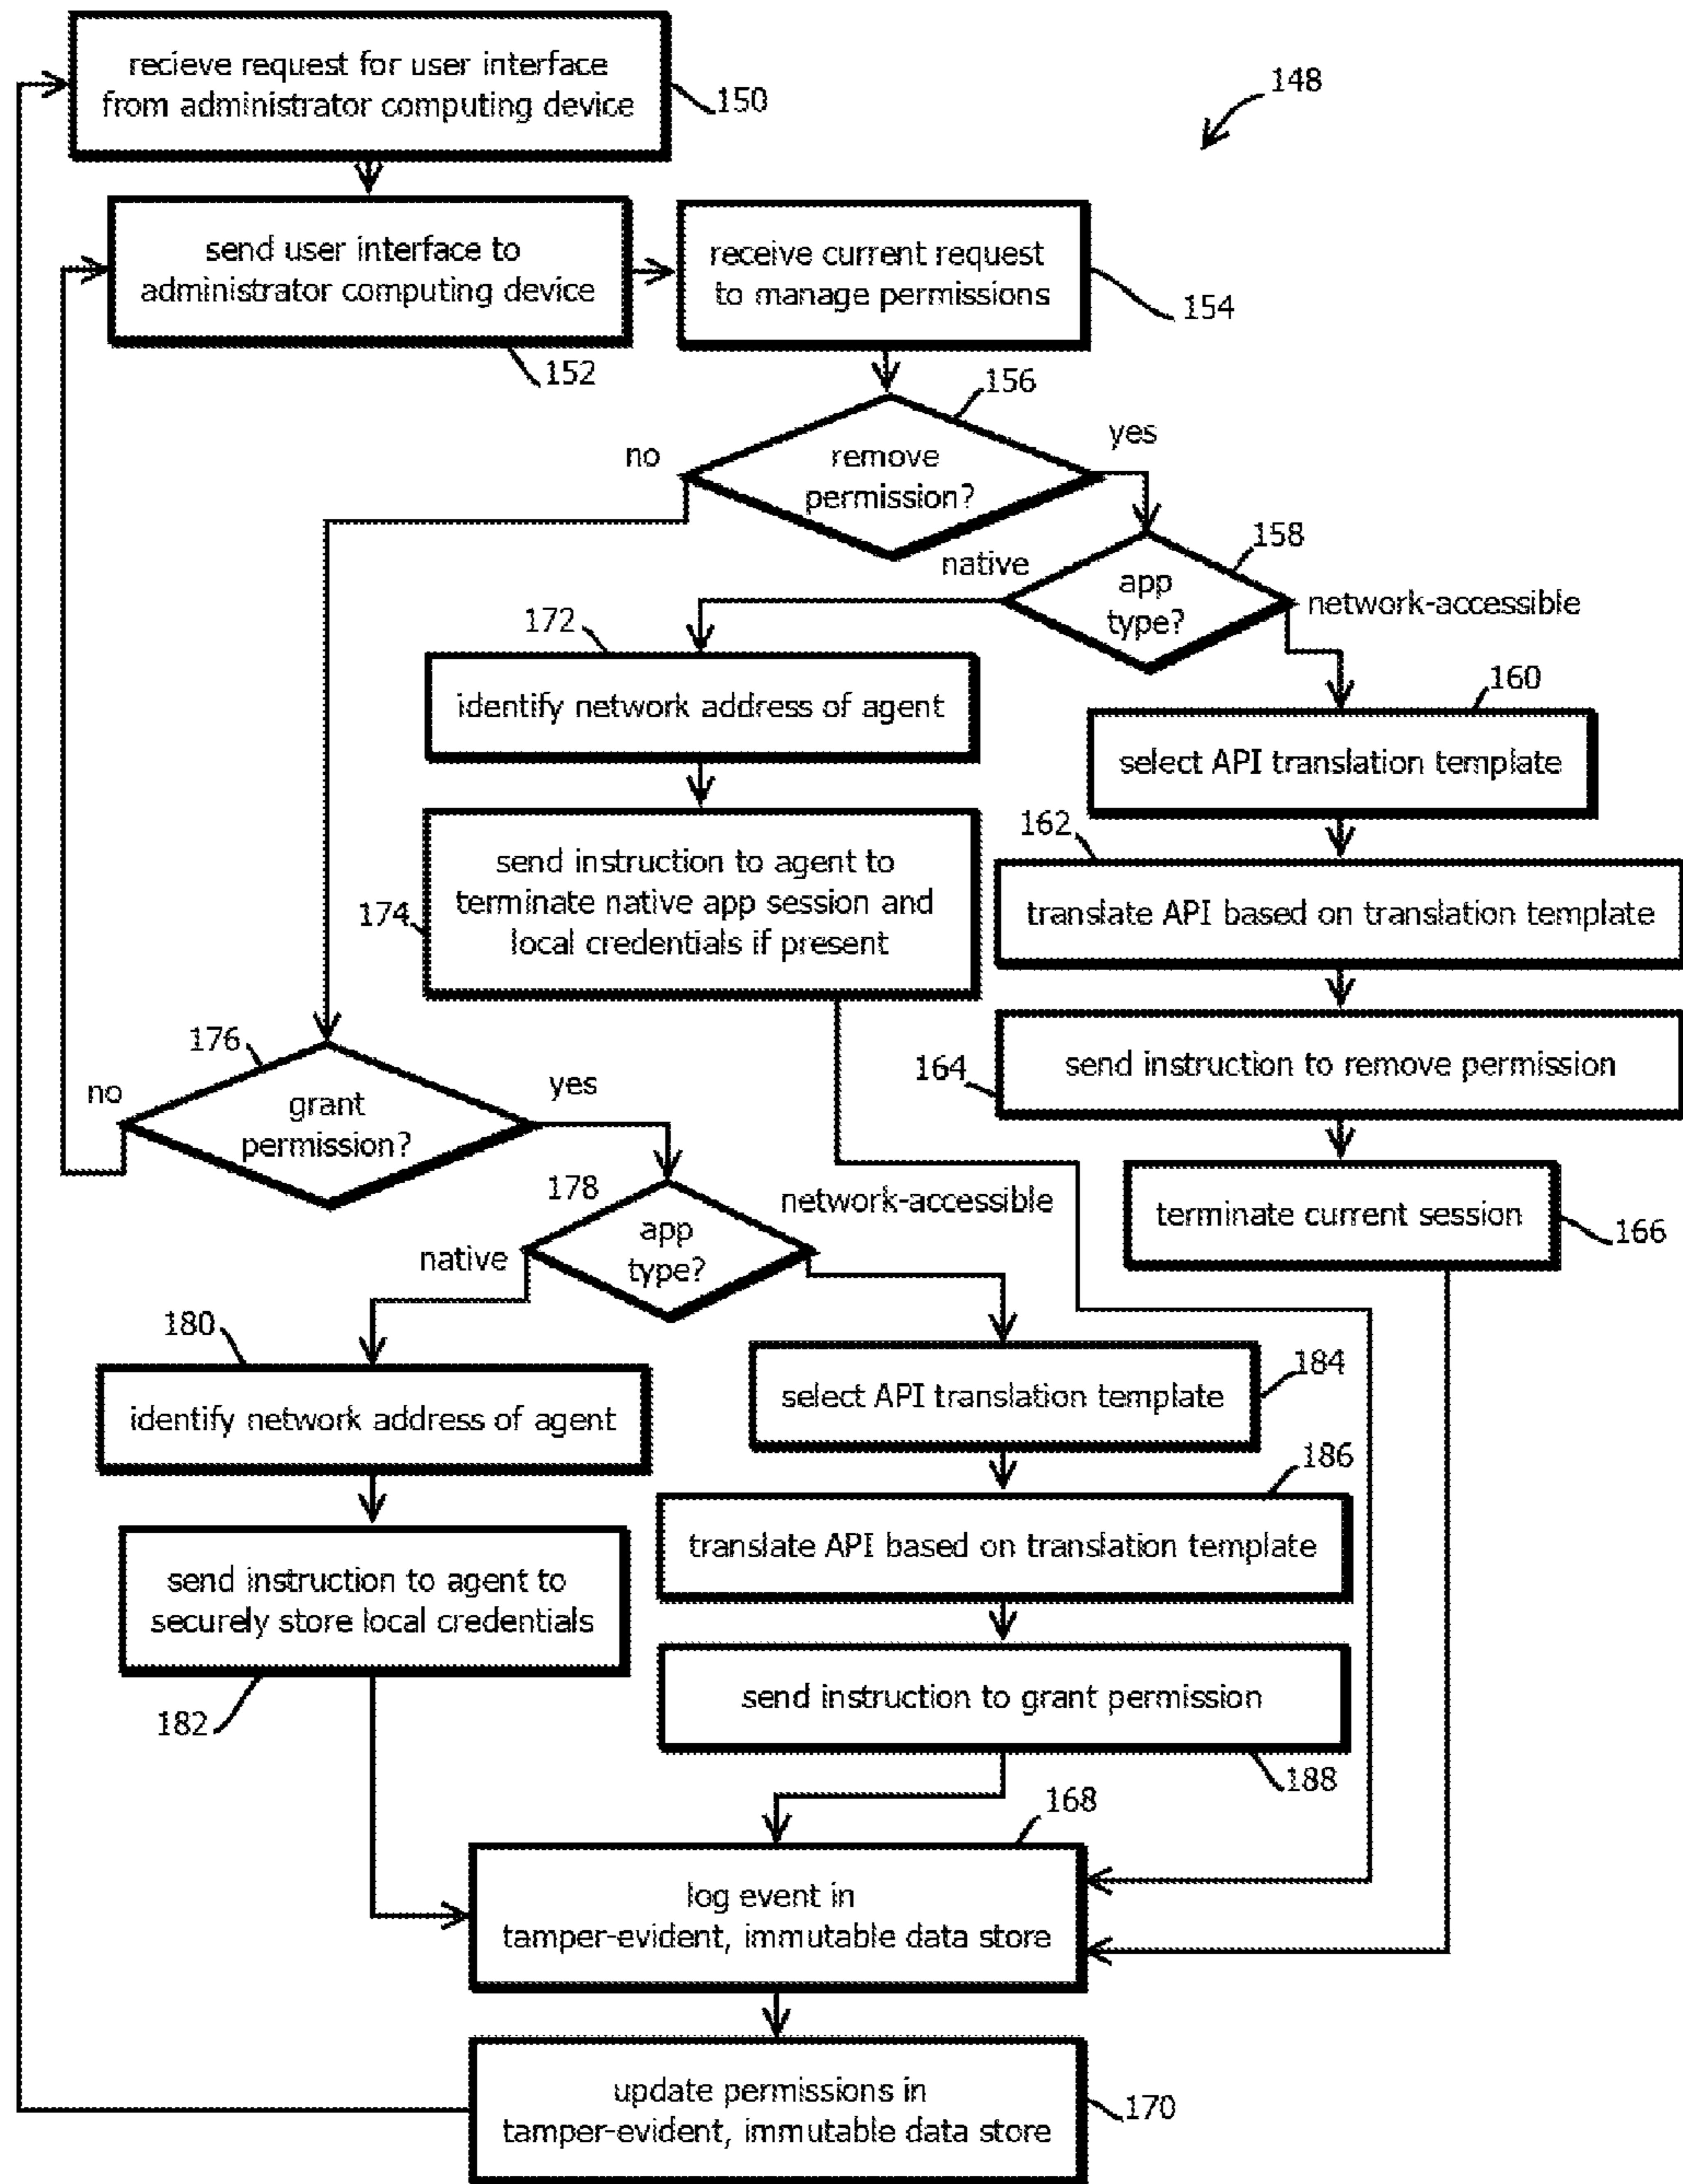 recieve request for user interface
from administrator computing device
150
148
send user interface to
administrator computing device
152
receive current request
to manage permissions
154
156
no
yes
remove
permission?
158
native
app
type?
network-accessible
172
identify network address of agent
160
select API translation template
162
translate API based on translation template
174
send instruction to agent to
terminate native app session and
local credentials if present
164
send instruction to remove permission
176
no
yes
grant
permission?
terminate current session
166
178
network-accessible
native
app
type?
180
identify network address of agent
select API translation template
184
186
translate API based on translation template
send instruction to agent to
securely store local credentials
182
send instruction to grant permission
188
168
log event in
tamper-evident, immutable data store
update permissions in
tamper-evident, immutable data store
170